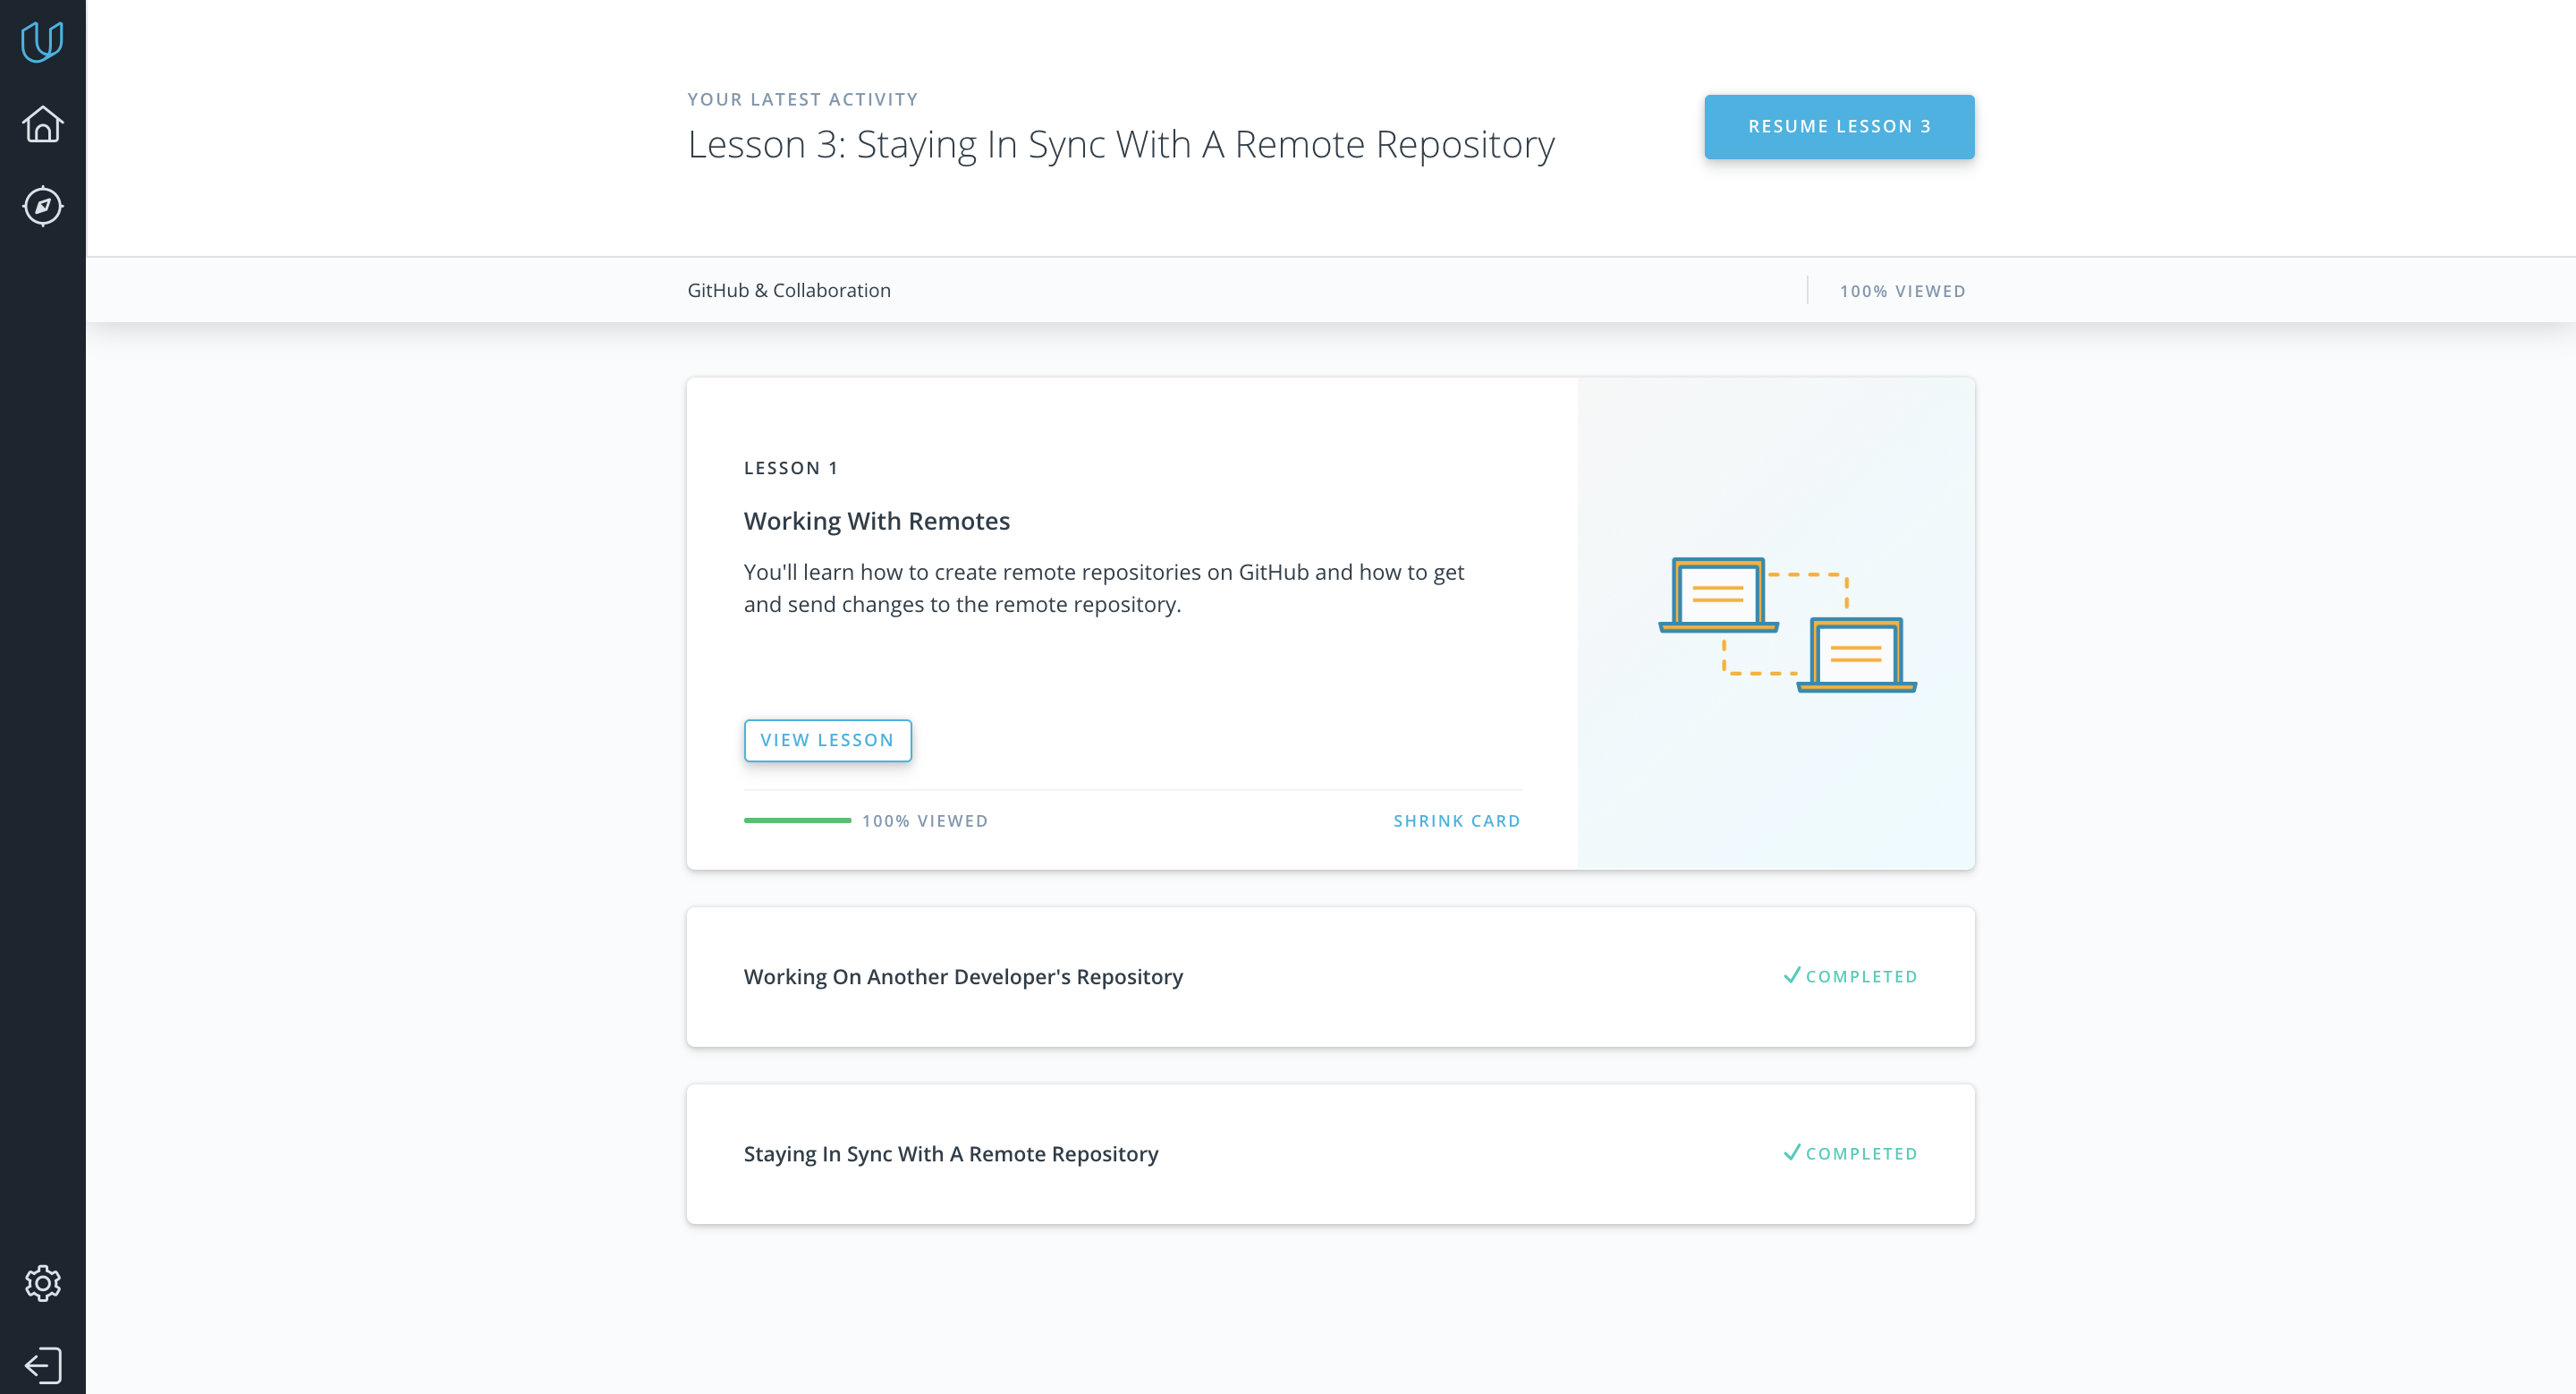 YOUR LATEST ACTIVITY
Lesson 3: Staying In Sync With A Remote Repository
RESUME LESSON 3
GitHub & Collaboration
100% VIEWED
LESSON 1
Working With Remotes
You'll learn how to create remote repositories on GitHub and how to get
and send changes to the remote repository.
VIEW LESSON
100% VIEWED
SHRINK CARD
Working On Another Developer's Repository
COMPLETED
Staying In Sync With A Remote Repository
COMPLETED